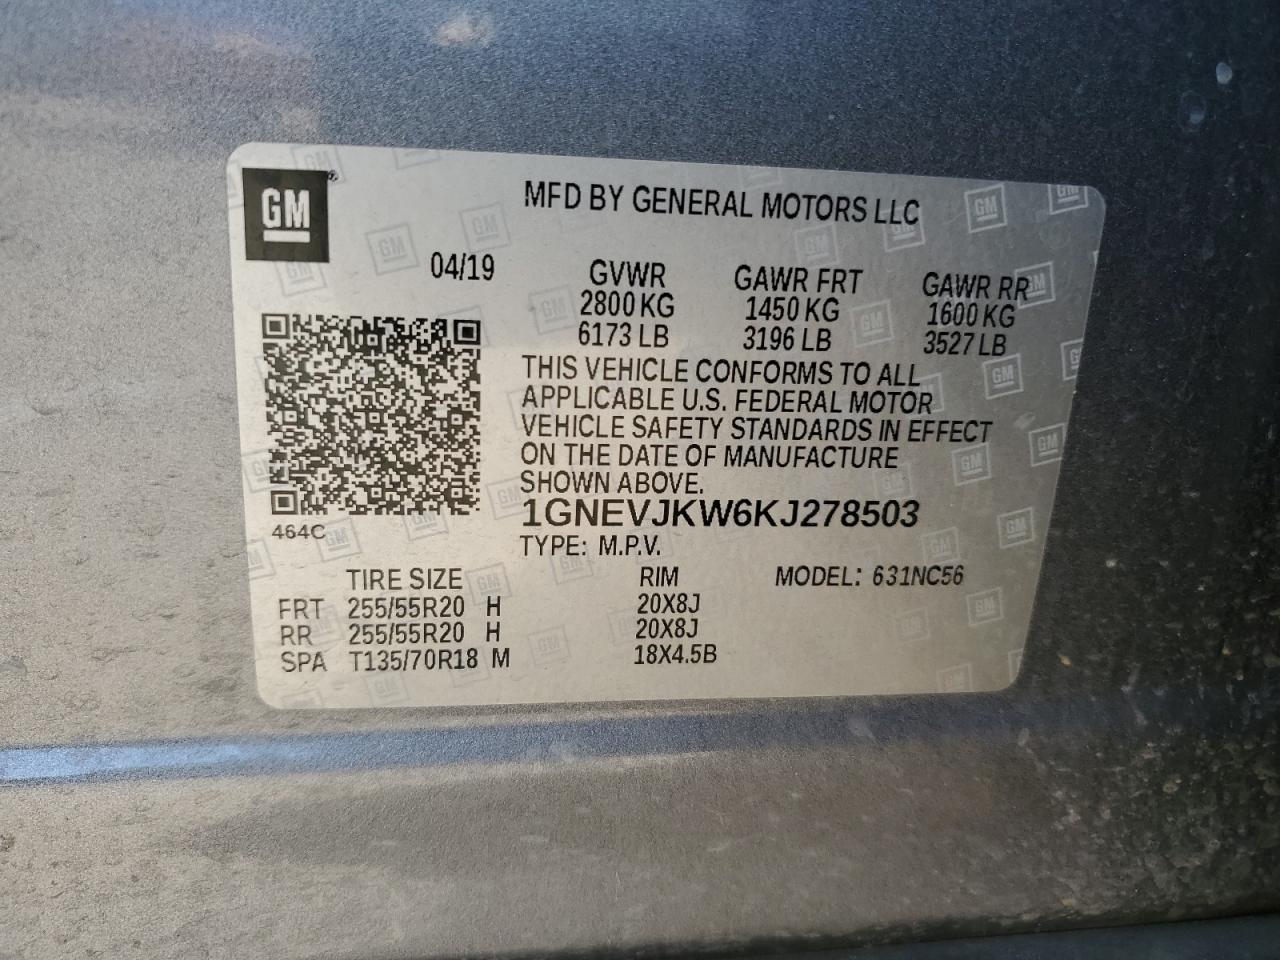 GM®
MFD BY GENERAL MOTORS LLC
04/19 GVWR GAWR FRT GAWR RR
2800 KG 1450 KG 1600 KG
6173 LB 3196 LB 3527 LB
THIS VEHICLE CONFORMS TO ALL
APPLICABLE U.S. FEDERAL MOTOR
VEHICLE SAFETY STANDARDS IN EFFECT
ON THE DATE OF MANUFACTURE
SHOWN ABOVE.
1GNEVJKW6KJ278503
464C
TYPE: M.P.V.
TIRE SIZE RIM MODEL: 631NC56
FRT 255/55R20 H 20X8J
RR 255/55R20 H 20X8J
SPA T135/70R18 M 18X4.5B